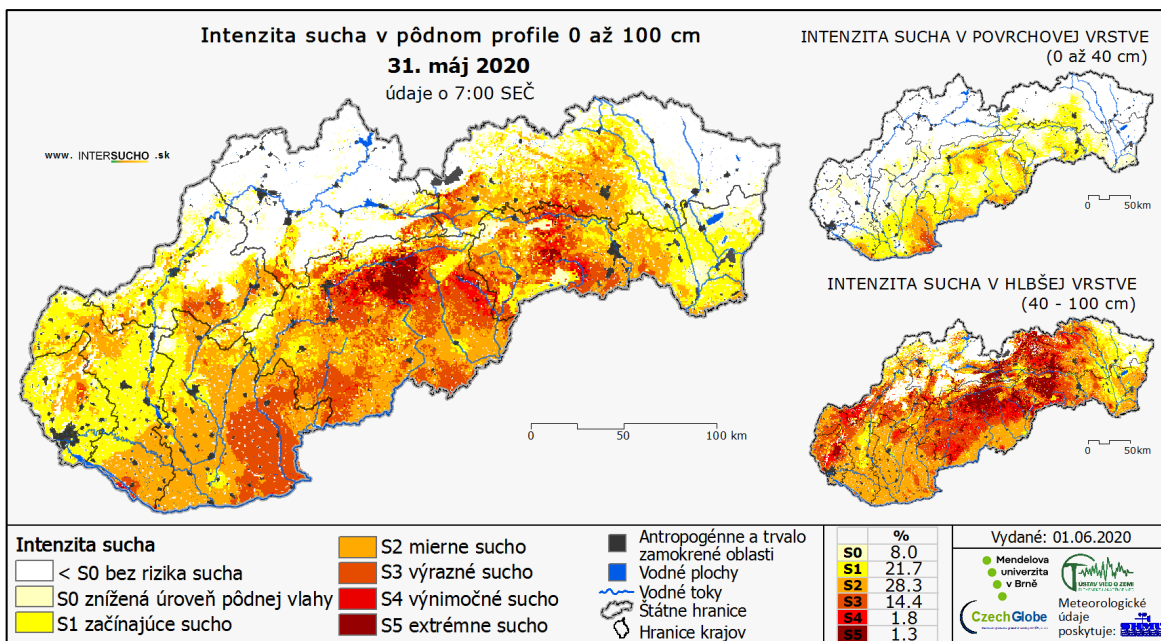 Intenzita sucha v pôdnom profile 0 až 100 cm
31. máj 2020
údaje o 7:00 SEČ
www. INTERSUCHO .sk
INTENZITA SUCHA V POVRCHOVEJ VRSTVE
(0 až 40 cm)
0 50km
INTENZITA SUCHA V HLBŠEJ VRSTVE
(40 - 100 cm)
0 50km
0 50 100 km
Intenzita sucha
< S0 bez rizika sucha
S0 znížená úroveň pôdnej vlahy
S1 začínajúce sucho
S2 mierne sucho
S3 výrazné sucho
S4 výnimočné sucho
S5 extrémne sucho
Antropogénne a trvalo
zamokrené oblasti
Vodné plochy
Vodné toky
Štátne hranice
Hranice krajov
%
S0 8.0
S1 21.7
S2 28.3
S3 14.4
S4 1.8
S5 1.3
Vydané: 01.06.2020
Mendelova
univerzita
v Brně
ÚSTAV VĚD O ZEMI
CzechGlobe
Meteorologické
údaje
poskytuje: